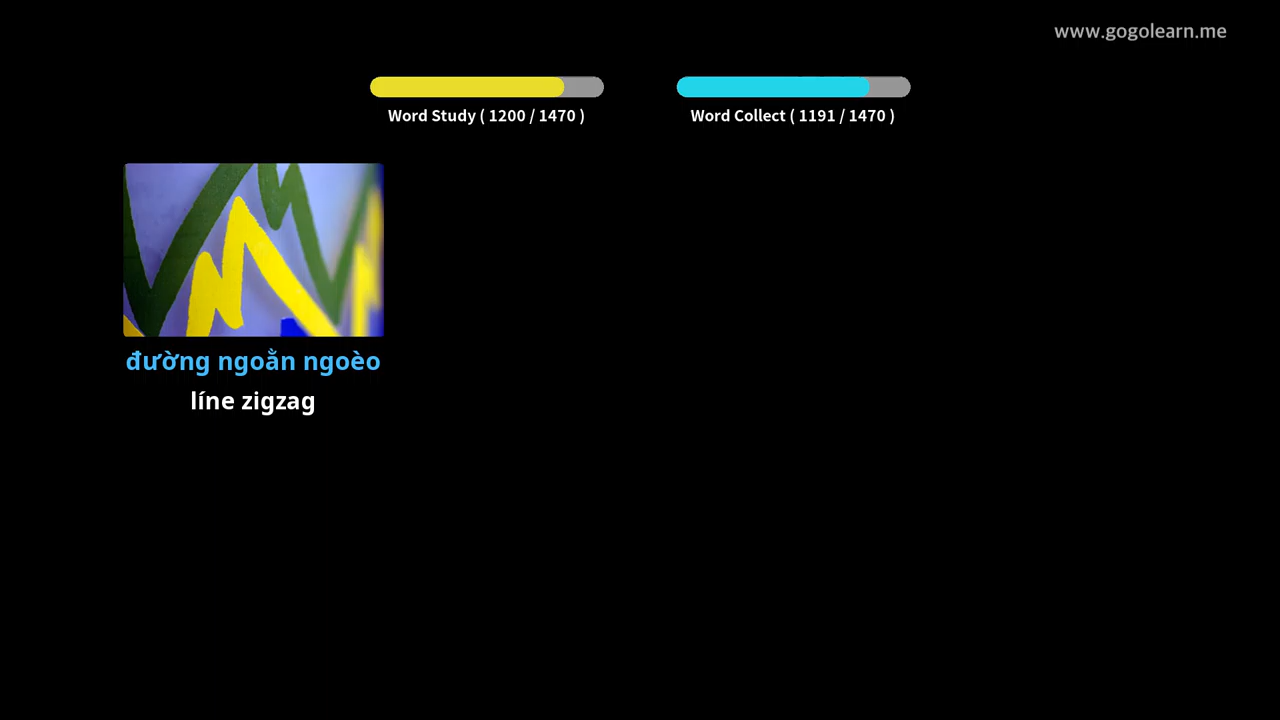 www.gogolearn.me
Word Study ( 1200 / 1470 )
Word Collect ( 1191 / 1470 )
đường ngoằn ngoèo
líne zigzag